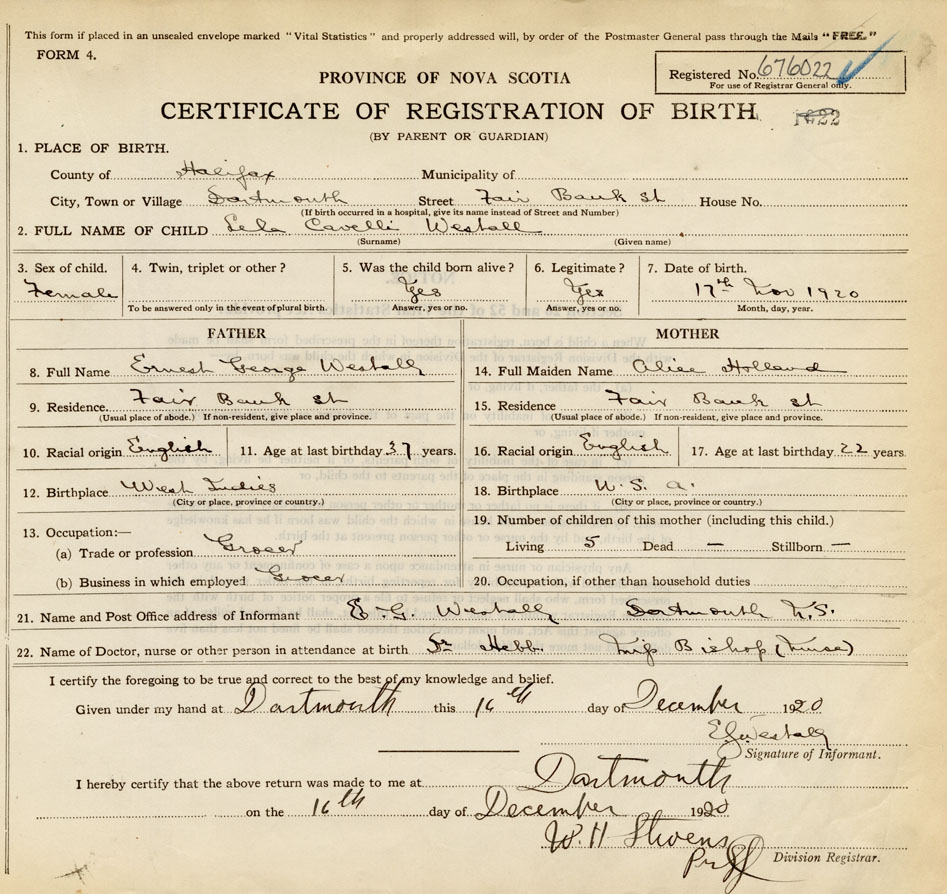 This form if placed in an unsealed envelope marked "Vital Statistics" and properly addressed will, by order of the Postmaster General pass through the Mails "FREE."
FORM 4.
PROVINCE OF NOVA SCOTIA
Registered No. 676022
For use of Registrar General only.
CERTIFICATE OF REGISTRATION OF BIRTH
(BY PARENT OR GUARDIAN)
1. PLACE OF BIRTH.
County of Halifax Municipality of
City, Town or Village Dartmouth Street Fair Bank st House No.
(If birth occurred in a hospital, give its name instead of Street and Number)
2. FULL NAME OF CHILD Lela Cavelli Westall
(Surname) (Given name)
3. Sex of child. 4. Twin, triplet or other? 5. Was the child born alive? 6. Legitimate? 7. Date of birth.
Female Yes Yes 17th Nov 1920
To be answered only in the event of plural birth. Answer, yes or no. Answer, yes or no. Month, day, year.
FATHER MOTHER
8. Full Name Ernest George Westall 14. Full Maiden Name Alice Holland
9. Residence Fair Bank st 15. Residence Fair Bank st
(Usual place of abode.) If non-resident, give place and province. (Usual place of abode.) If non-resident, give place and province.
10. Racial origin English 11. Age at last birthday 37 years. 16. Racial origin English 17. Age at last birthday 22 years
12. Birthplace West Indies 18. Birthplace U.S. a.
(City or place, province or country.) (City or place, province or country.)
13. Occupation:— 19. Number of children of this mother (including this child.)
(a) Trade or profession Grocer Living 5 Dead — Stillborn —
(b) Business in which employed Grocer 20. Occupation, if other than household duties
21. Name and Post Office address of Informant E. G. Westall Dartmouth N.S.
22. Name of Doctor, nurse or other person in attendance at birth Dr Hebb. Miss Bishop (Nurse)
I certify the foregoing to be true and correct to the best of my knowledge and belief.
Given under my hand at Dartmouth this 16th day of December 1920
E G Westall
Signature of Informant.
I hereby certify that the above return was made to me at Dartmouth
on the 16th day of December 1920
W. H Stevens
Division Registrar.